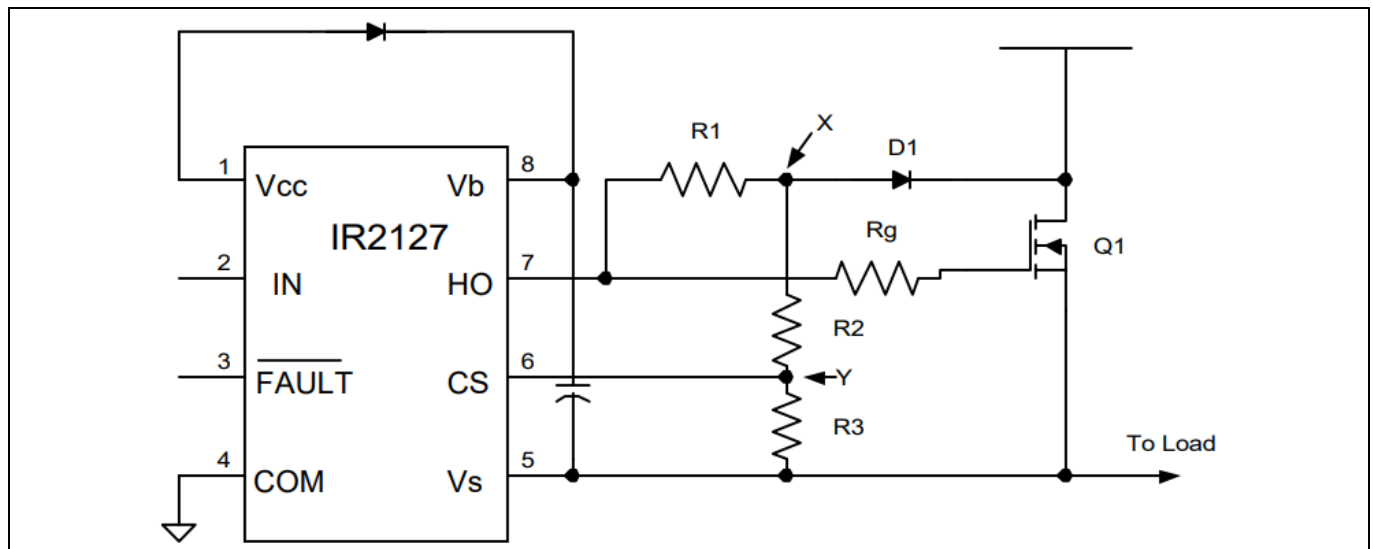 R1
X
D1
1
Vcc
Vb
8
IR2127
Rg
Q1
2
IN
HO
7
R2
3
FAULT
CS
6
Y
R3
To Load
4
COM
Vs
5